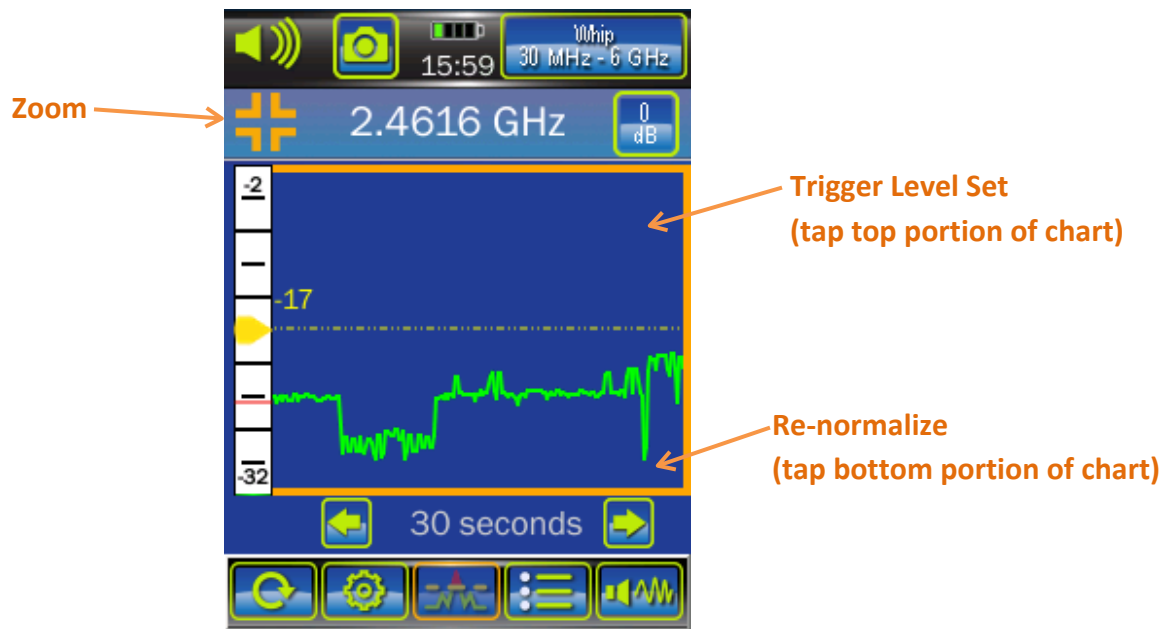 Whip
30 MHz - 6 GHz
15:59
Zoom
2.4616 GHz
0
dB
-2
Trigger Level Set
(tap top portion of chart)
-17
Re-normalize
(tap bottom portion of chart)
-32
30 seconds